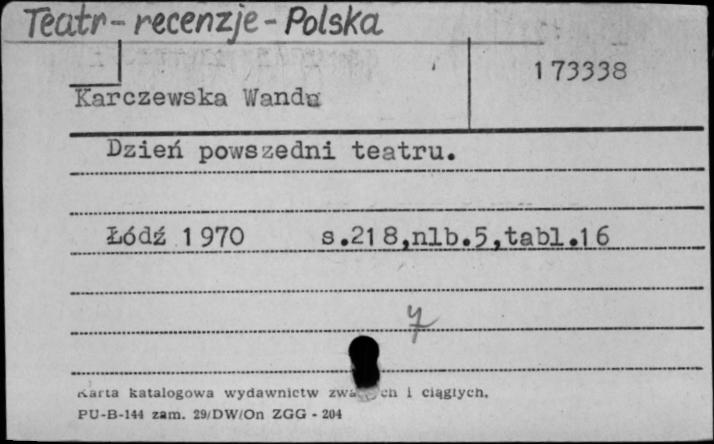 Teatr - recenzje - Polska
173338
Karczewska Wanda
Dzień powszedni teatru.
Łódź 1970 s.218,nlb.5,tabl.16
4
Karta katalogowa wydawnictw i ciągłych.
PU-B-144 zam. 29/DW/On ZGG - 204